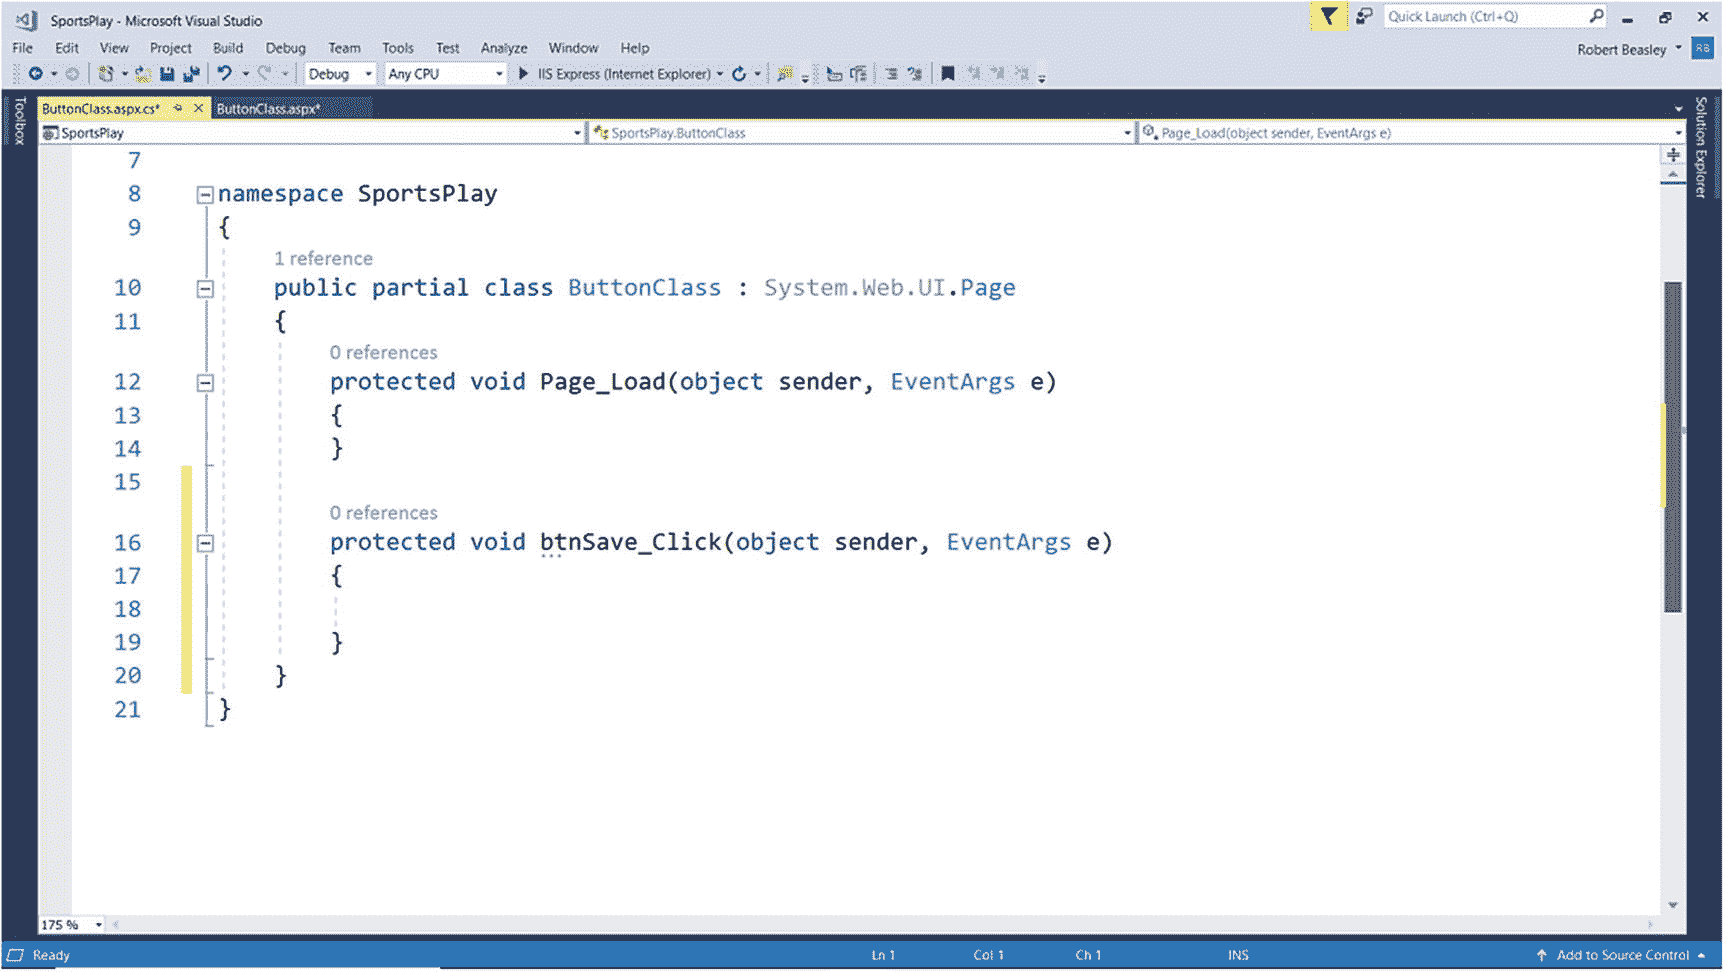 SportsPlay - Microsoft Visual Studio
Quick Launch (Ctrl+Q)
File Edit View Project Build Debug Team Tools Test Analyze Window Help
Robert Beasley RB
Debug Any CPU IIS Express (Internet Explorer)
Toolbox
ButtonClass.aspx.cs* ButtonClass.aspx*
Solution Explorer
SportsPlay SportsPlay.ButtonClass Page_Load(object sender, EventArgs e)
7
8 namespace SportsPlay
9 {
1 reference
10 public partial class ButtonClass : System.Web.UI.Page
11 {
0 references
12 protected void Page_Load(object sender, EventArgs e)
13 {
14 }
15
0 references
16 protected void btnSave_Click(object sender, EventArgs e)
17 {
18
19 }
20 }
21 }
175 %
Ready Ln 1 Col 1 Ch 1 INS Add to Source Control